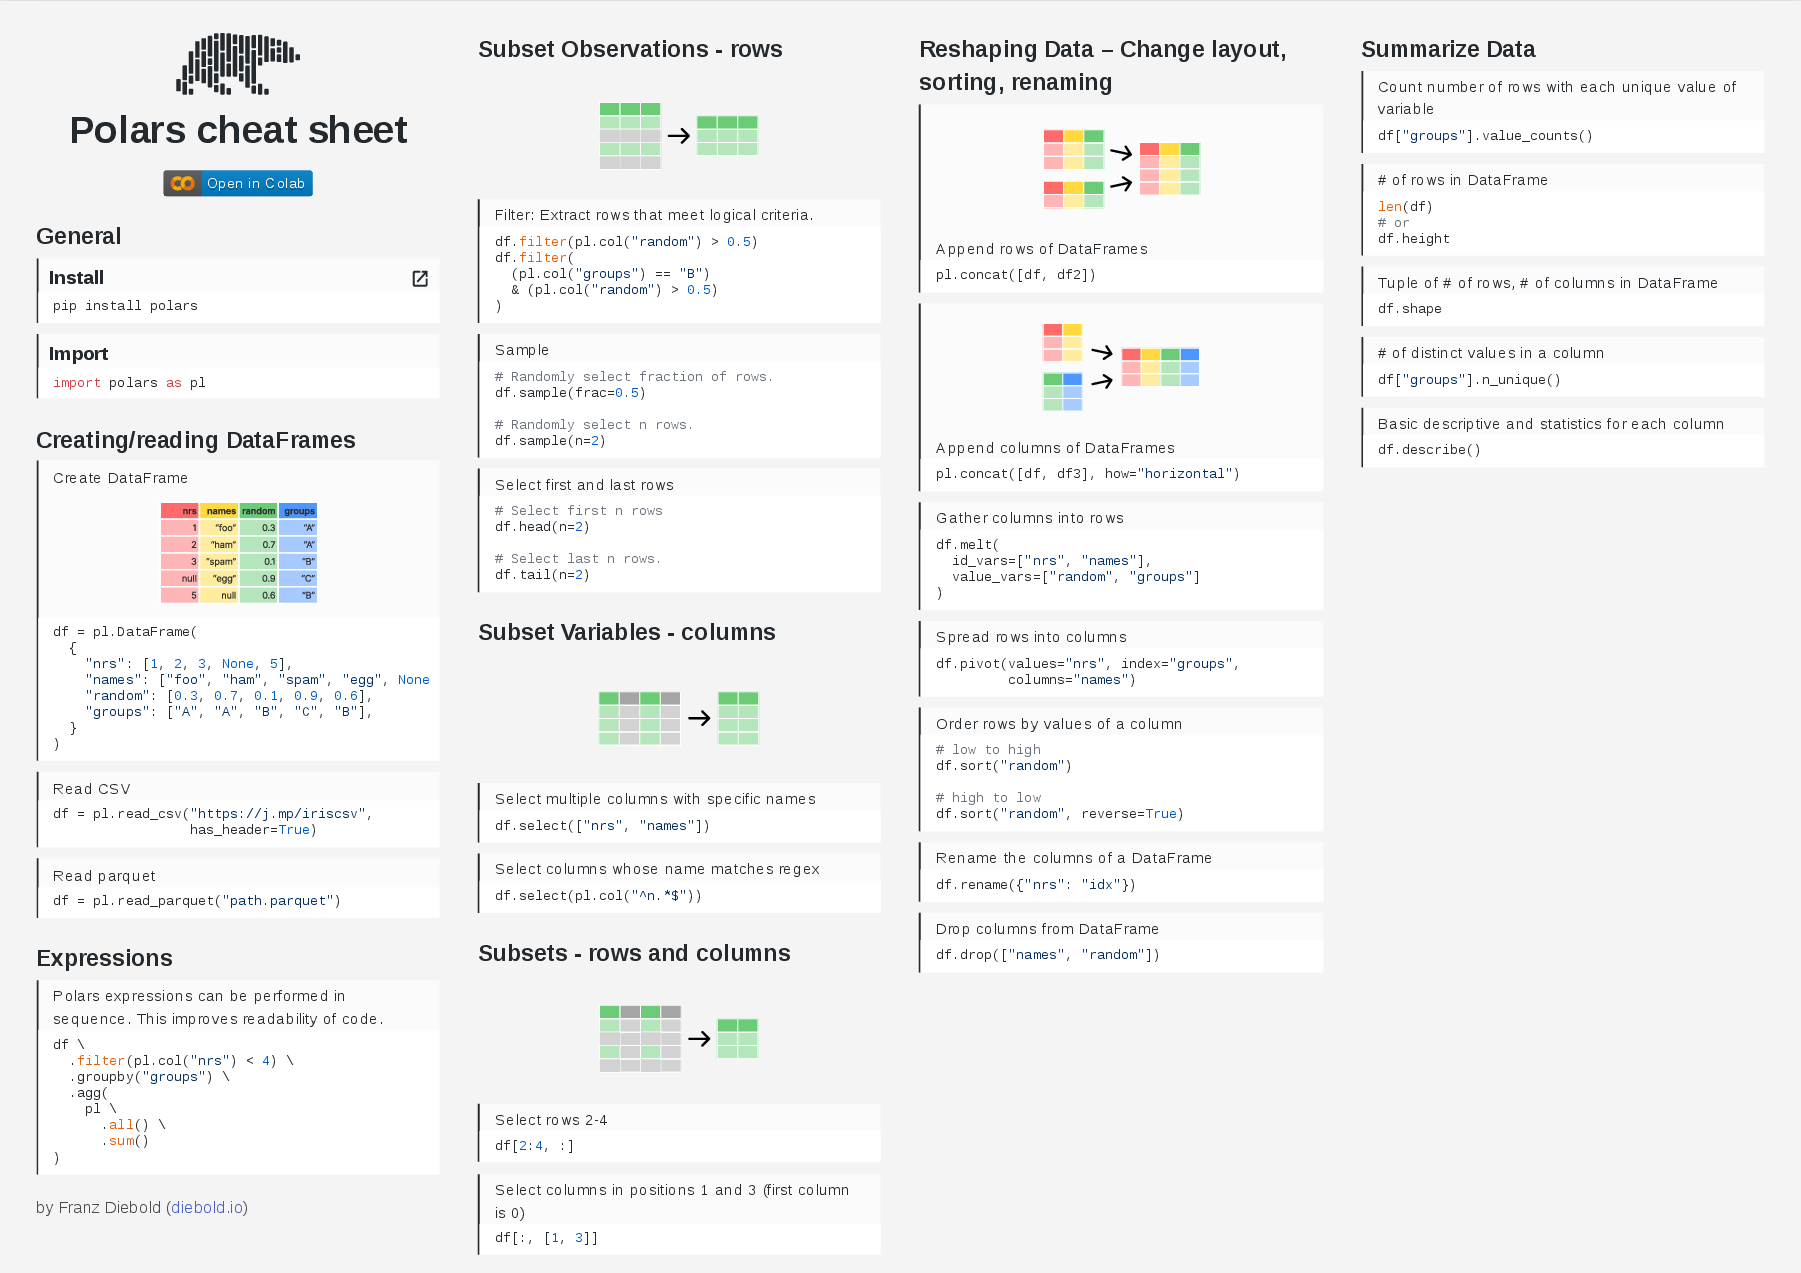 Polars cheat sheet
Open in Colab
General
Install
pip install polars
Import
import polars as pl
Creating/reading DataFrames
Create DataFrame
nrs names random groups
1 "foo" 0.3 "A"
2 "ham" 0.7 "A"
3 "spam" 0.1 "B"
null "egg" 0.9 "C"
5 null 0.6 "B"
df = pl.DataFrame(
  {
    "nrs": [1, 2, 3, None, 5],
    "names": ["foo", "ham", "spam", "egg", None
    "random": [0.3, 0.7, 0.1, 0.9, 0.6],
    "groups": ["A", "A", "B", "C", "B"],
  }
)
Read CSV
df = pl.read_csv("https://j.mp/iriscsv",
                 has_header=True)
Read parquet
df = pl.read_parquet("path.parquet")
Expressions
Polars expressions can be performed in
sequence. This improves readability of code.
df \
  .filter(pl.col("nrs") < 4) \
  .groupby("groups") \
  .agg(
    pl \
      .all() \
      .sum()
)
by Franz Diebold (diebold.io)
Subset Observations - rows
Filter: Extract rows that meet logical criteria.
df.filter(pl.col("random") > 0.5)
df.filter(
  (pl.col("groups") == "B")
  & (pl.col("random") > 0.5)
)
Sample
# Randomly select fraction of rows.
df.sample(frac=0.5)
# Randomly select n rows.
df.sample(n=2)
Select first and last rows
# Select first n rows
df.head(n=2)
# Select last n rows.
df.tail(n=2)
Subset Variables - columns
Select multiple columns with specific names
df.select(["nrs", "names"])
Select columns whose name matches regex
df.select(pl.col("^n.*$"))
Subsets - rows and columns
Select rows 2-4
df[2:4, :]
Select columns in positions 1 and 3 (first column
is 0)
df[:, [1, 3]]
Reshaping Data – Change layout,
sorting, renaming
Append rows of DataFrames
pl.concat([df, df2])
Append columns of DataFrames
pl.concat([df, df3], how="horizontal")
Gather columns into rows
df.melt(
  id_vars=["nrs", "names"],
  value_vars=["random", "groups"]
)
Spread rows into columns
df.pivot(values="nrs", index="groups",
         columns="names")
Order rows by values of a column
# low to high
df.sort("random")
# high to low
df.sort("random", reverse=True)
Rename the columns of a DataFrame
df.rename({"nrs": "idx"})
Drop columns from DataFrame
df.drop(["names", "random"])
Summarize Data
Count number of rows with each unique value of
variable
df["groups"].value_counts()
# of rows in DataFrame
len(df)
# or
df.height
Tuple of # of rows, # of columns in DataFrame
df.shape
# of distinct values in a column
df["groups"].n_unique()
Basic descriptive and statistics for each column
df.describe()